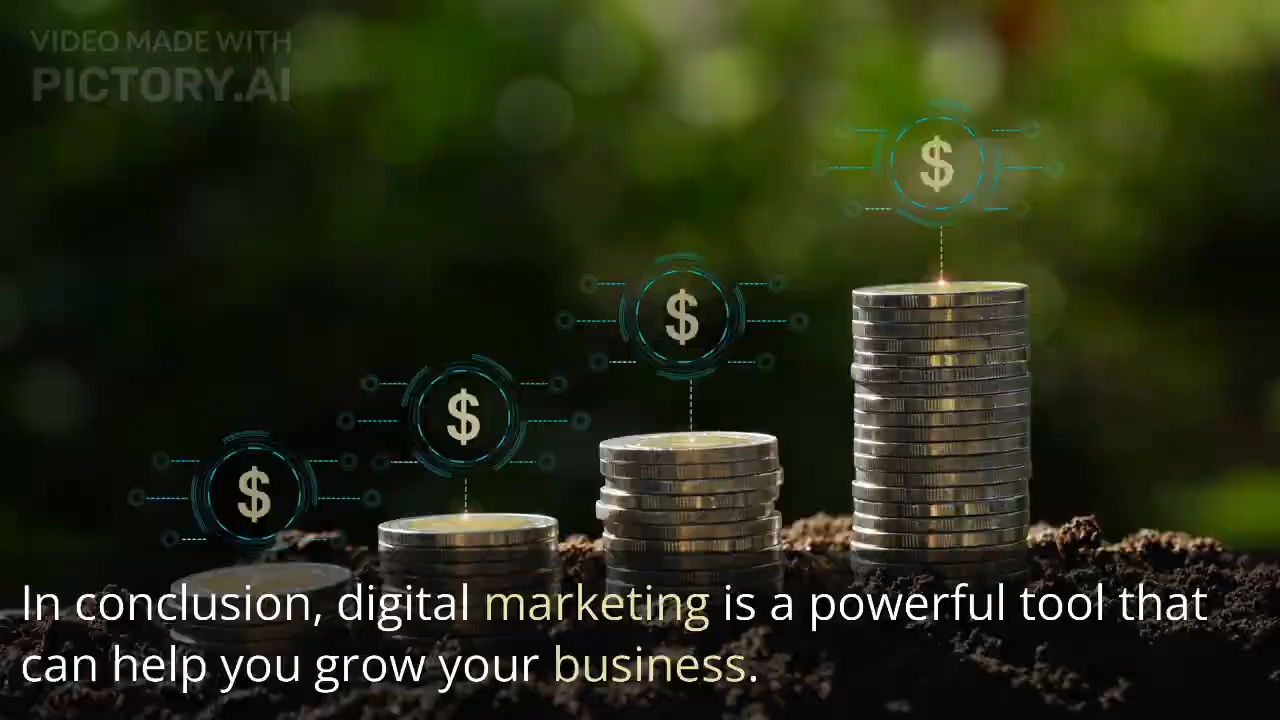 VIDEO MADE WITH
PICTORY.AI
$
$
$
$
In conclusion, digital marketing is a powerful tool that
can help you grow your business.